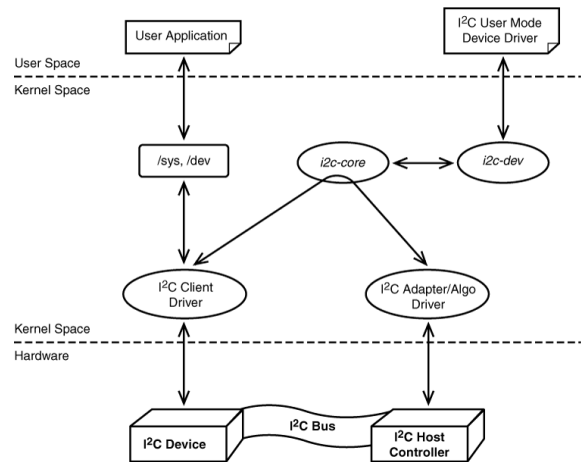 User Application
I²C User Mode
Device Driver
User Space
Kernel Space
/sys, /dev
i2c-core
i2c-dev
I²C Client
Driver
I²C Adapter/Algo
Driver
Kernel Space
Hardware
I²C Bus
I²C Device
I²C Host
Controller